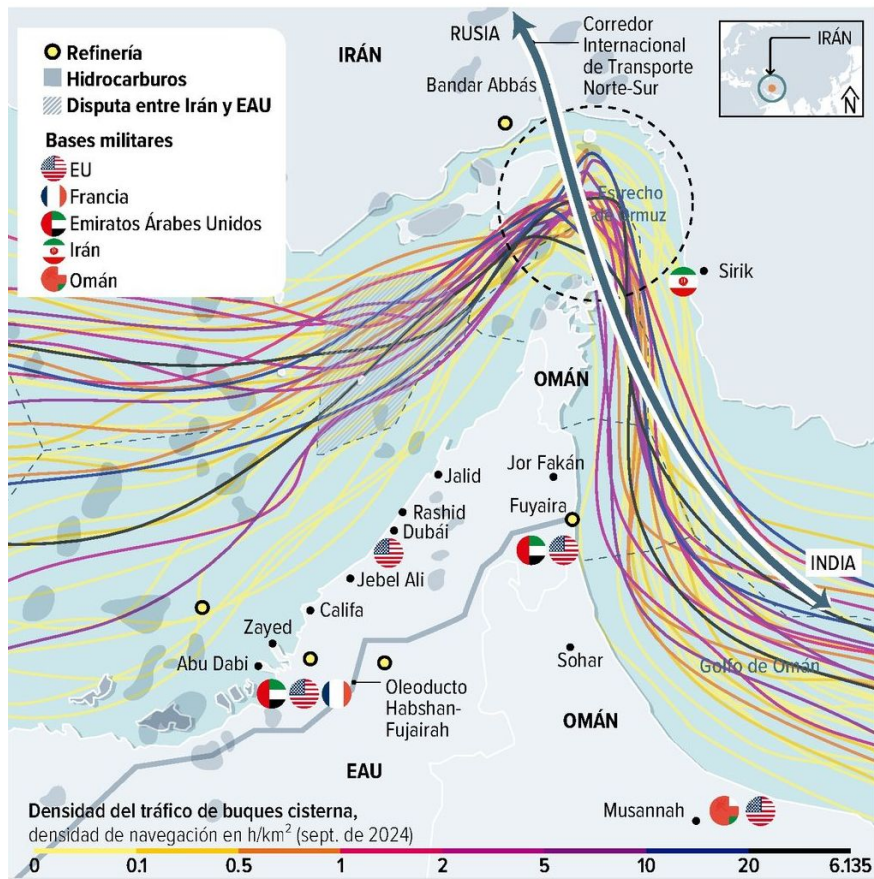 Refinería
Hidrocarburos
Disputa entre Irán y EAU
Bases militares
EU
Francia
Emiratos Árabes Unidos
Irán
Omán
IRÁN
RUSIA
Bandar Abbás
Corredor
Internacional
de Transporte
Norte-Sur
IRÁN
N
Estrecho
de Ormuz
Sirik
OMÁN
Jalid
Jor Fakán
Rashid
Fuyaira
Dubái
INDIA
Jebel Ali
Califa
Zayed
Abu Dabi
Sohar
Golfo de Omán
Oleoducto
Habshan-
Fujairah
OMÁN
EAU
Musannah
Densidad del tráfico de buques cisterna,
densidad de navegación en h/km² (sept. de 2024)
0 0.1 0.5 1 2 5 10 20 6.135